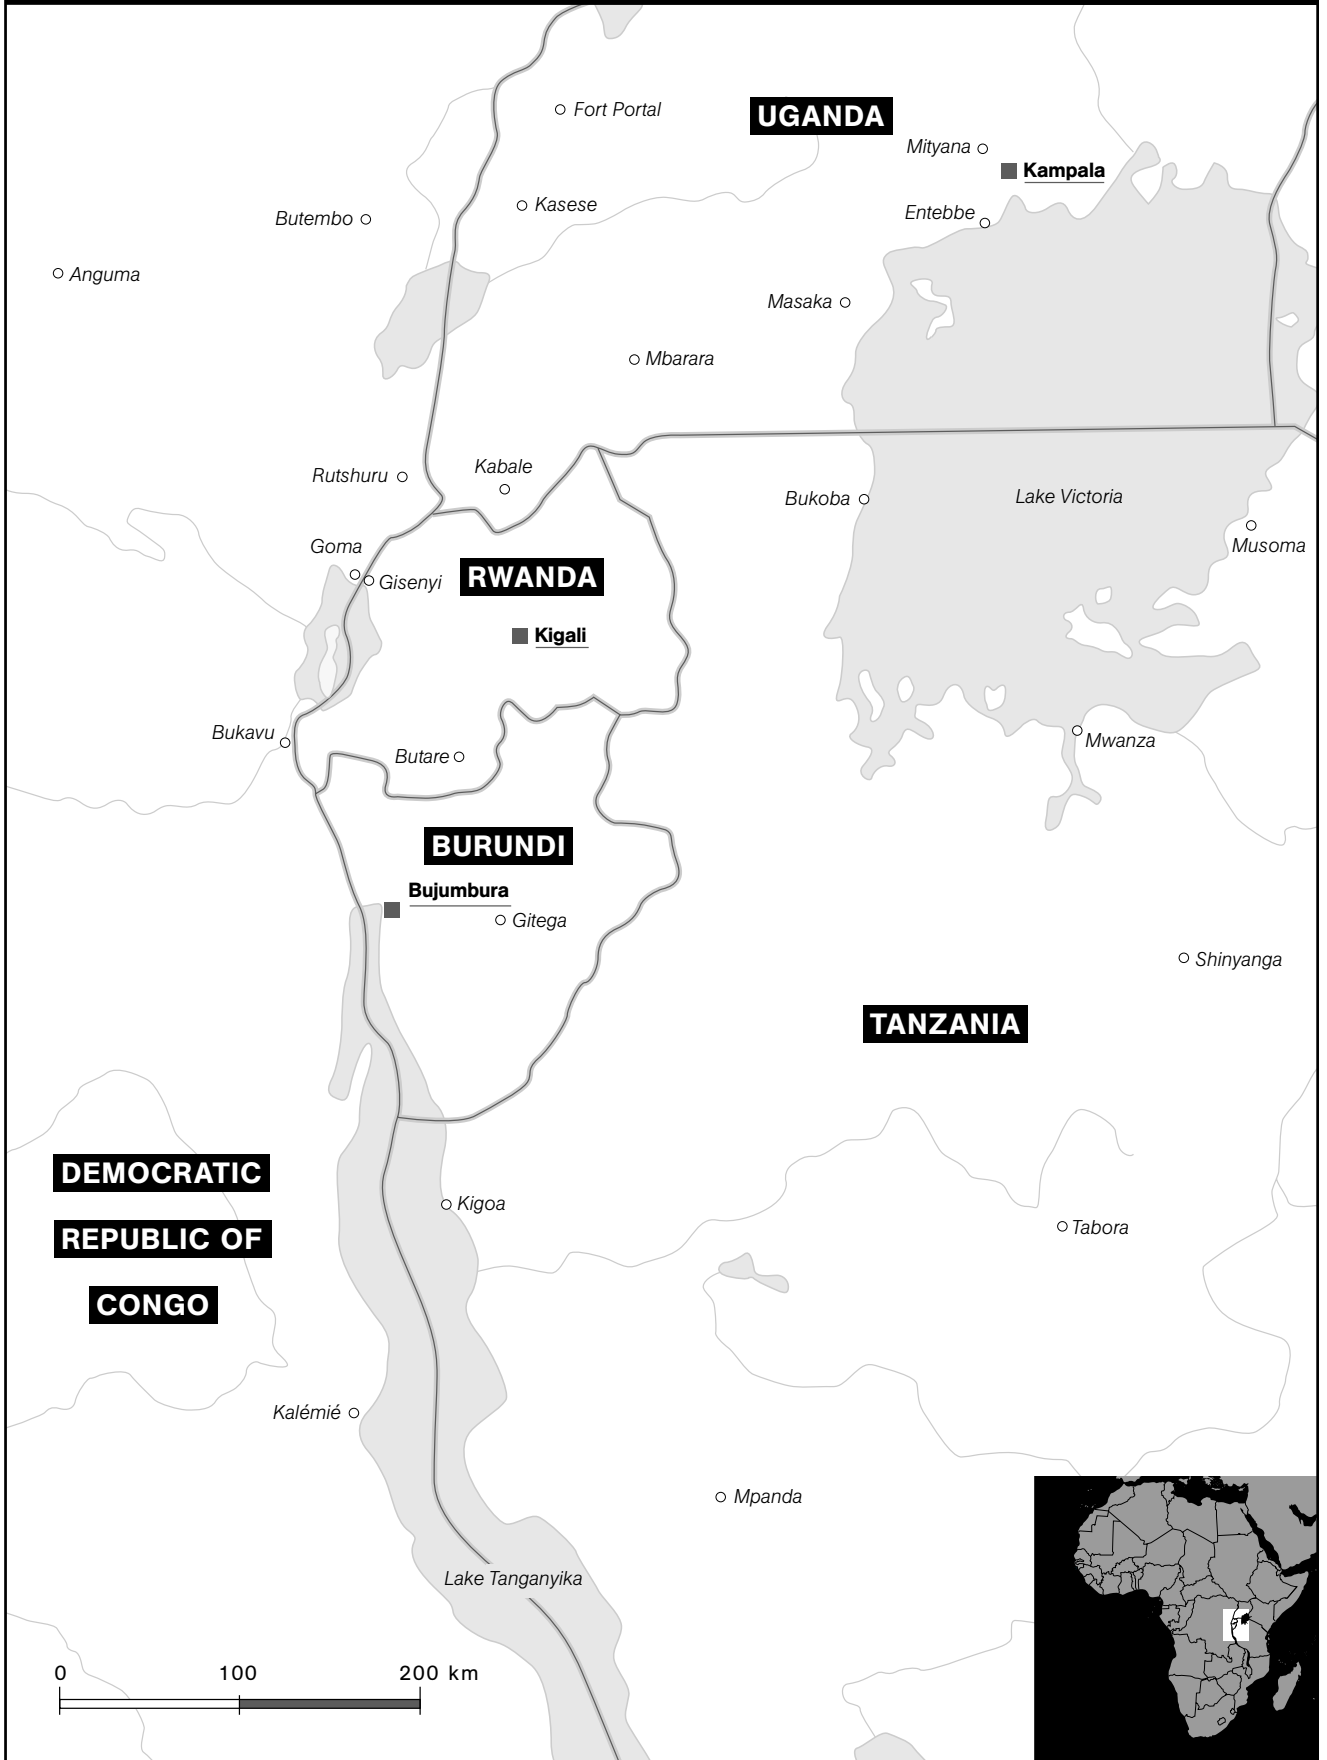 Fort Portal
UGANDA
Mityana
Kampala
Kasese
Entebbe
Butembo
Anguma
Masaka
Mbarara
Rutshuru
Kabale
Bukoba
Lake Victoria
Musoma
Goma
Gisenyi
RWANDA
Kigali
Bukavu
Butare
Mwanza
BURUNDI
Bujumbura
Gitega
Shinyanga
TANZANIA
DEMOCRATIC
REPUBLIC OF
CONGO
Kigoa
Tabora
Kalémié
Mpanda
Lake Tanganyika
0 100 200 km